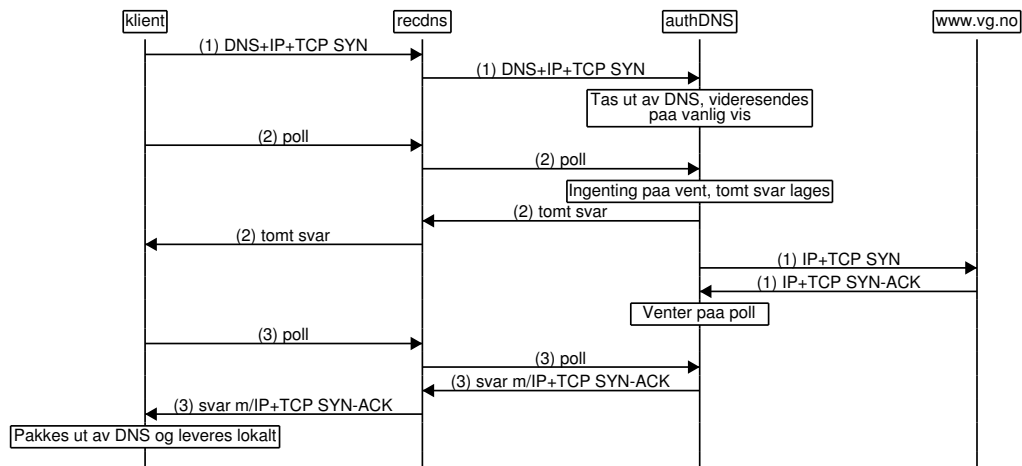 klient
recdns
authDNS
www.vg.no
(1) DNS+IP+TCP SYN
(1) DNS+IP+TCP SYN
Tas ut av DNS, videresendes
paa vanlig vis
(2) poll
(2) poll
Ingenting paa vent, tomt svar lages
(2) tomt svar
(2) tomt svar
(1) IP+TCP SYN
(1) IP+TCP SYN-ACK
Venter paa poll
(3) poll
(3) poll
(3) svar m/IP+TCP SYN-ACK
(3) svar m/IP+TCP SYN-ACK
Pakkes ut av DNS og leveres lokalt